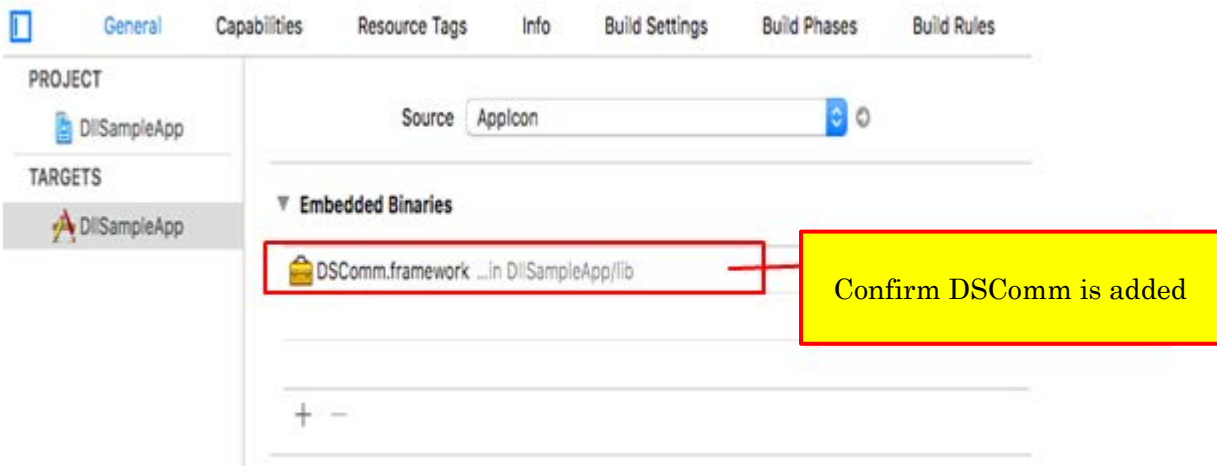 General Capabilities Resource Tags Info Build Settings Build Phases Build Rules
PROJECT
DllSampleApp
TARGETS
DllSampleApp
Source AppIcon
Embedded Binaries
DSComm.framework ...in DllSampleApp/lib
Confirm DSComm is added